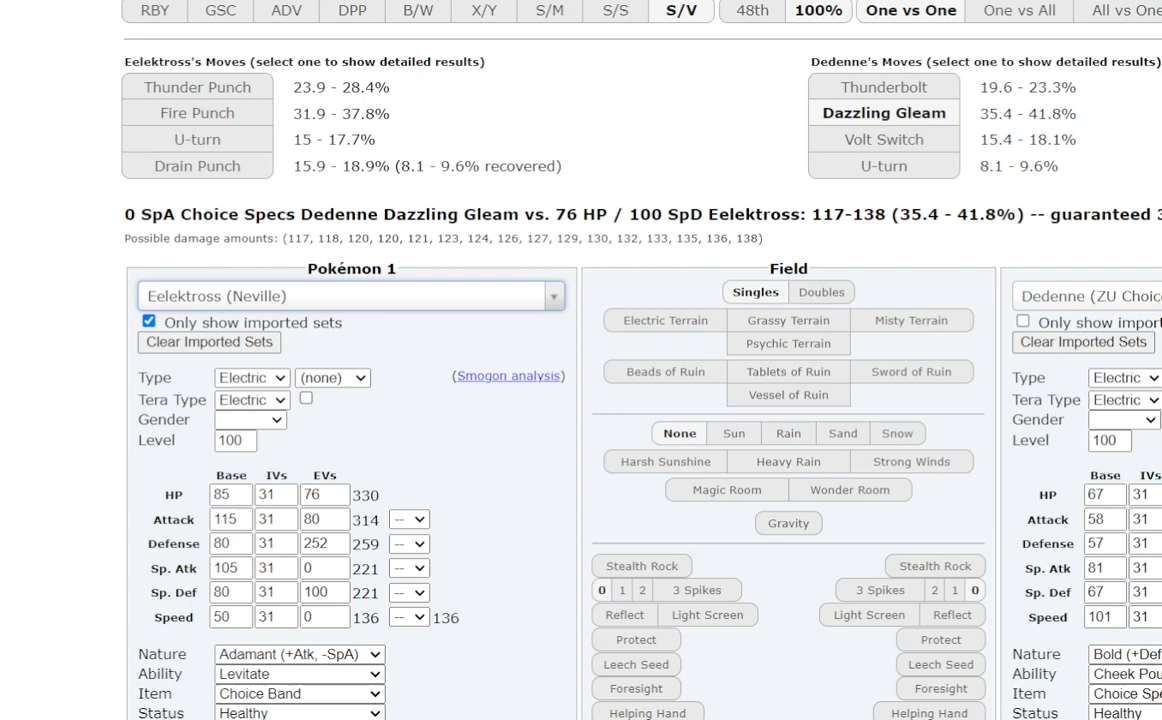 RBY GSC ADV DPP B/W X/Y S/M S/S S/V 48th 100% One vs One One vs All All vs One
Eelektross's Moves (select one to show detailed results) Dedenne's Moves (select one to show detailed results)
Thunder Punch 23.9 - 28.4% Thunderbolt 19.6 - 23.3%
Fire Punch 31.9 - 37.8% Dazzling Gleam 35.4 - 41.8%
U-turn 15 - 17.7% Volt Switch 15.4 - 18.1%
Drain Punch 15.9 - 18.9% (8.1 - 9.6% recovered) U-turn 8.1 - 9.6%
0 SpA Choice Specs Dedenne Dazzling Gleam vs. 76 HP / 100 SpD Eelektross: 117-138 (35.4 - 41.8%) -- guaranteed 3
Possible damage amounts: (117, 118, 120, 120, 121, 123, 124, 126, 127, 129, 130, 132, 133, 135, 136, 138)
Pokémon 1
Eelektross (Neville)
Only show imported sets
Clear Imported Sets
Type Electric (none) (Smogon analysis)
Tera Type Electric
Gender
Level 100
Base IVs EVs
HP 85 31 76 330
Attack 115 31 80 314 --
Defense 80 31 252 259 --
Sp. Atk 105 31 0 221 --
Sp. Def 80 31 100 221 --
Speed 50 31 0 136 -- 136
Nature Adamant (+Atk, -SpA)
Ability Levitate
Item Choice Band
Status Healthy
Field
Singles Doubles
Electric Terrain Grassy Terrain Misty Terrain
Psychic Terrain
Beads of Ruin Tablets of Ruin Sword of Ruin
Vessel of Ruin
None Sun Rain Sand Snow
Harsh Sunshine Heavy Rain Strong Winds
Magic Room Wonder Room
Gravity
Stealth Rock Stealth Rock
0 1 2 3 Spikes 3 Spikes 2 1 0
Reflect Light Screen Light Screen Reflect
Protect Protect
Leech Seed Leech Seed
Foresight Foresight
Helping Hand Helping Hand
Dedenne (ZU Choic
Only show import
Clear Imported Sets
Type Electric
Tera Type Electric
Gender
Level 100
Base IVs
HP 67 31
Attack 58 31
Defense 57 31
Sp. Atk 81 31
Sp. Def 67 31
Speed 101 31
Nature Bold (+Def
Ability Cheek Pou
Item Choice Spe
Status Healthy